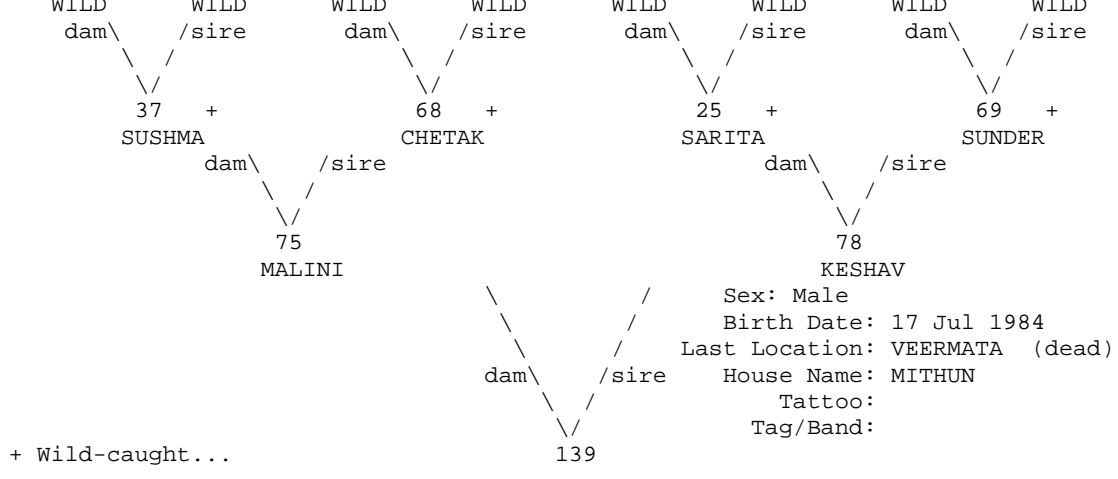 WILD WILD WILD WILD WILD WILD WILD WILD
dam\ /sire dam\ /sire dam\ /sire dam\ /sire
\ / \ / \ / \ /
\/ \/ \/ \/
37 + 68 + 25 + 69 +
SUSHMA CHETAK SARITA SUNDER
dam\ /sire dam\ /sire
\ / \ /
\/ \/
75 78
MALINI KESHAV
\ / Sex: Male
\ / Birth Date: 17 Jul 1984
\ / Last Location: VEERMATA (dead)
dam\ /sire House Name: MITHUN
\ / Tattoo:
\/ Tag/Band:
+ Wild-caught... 139